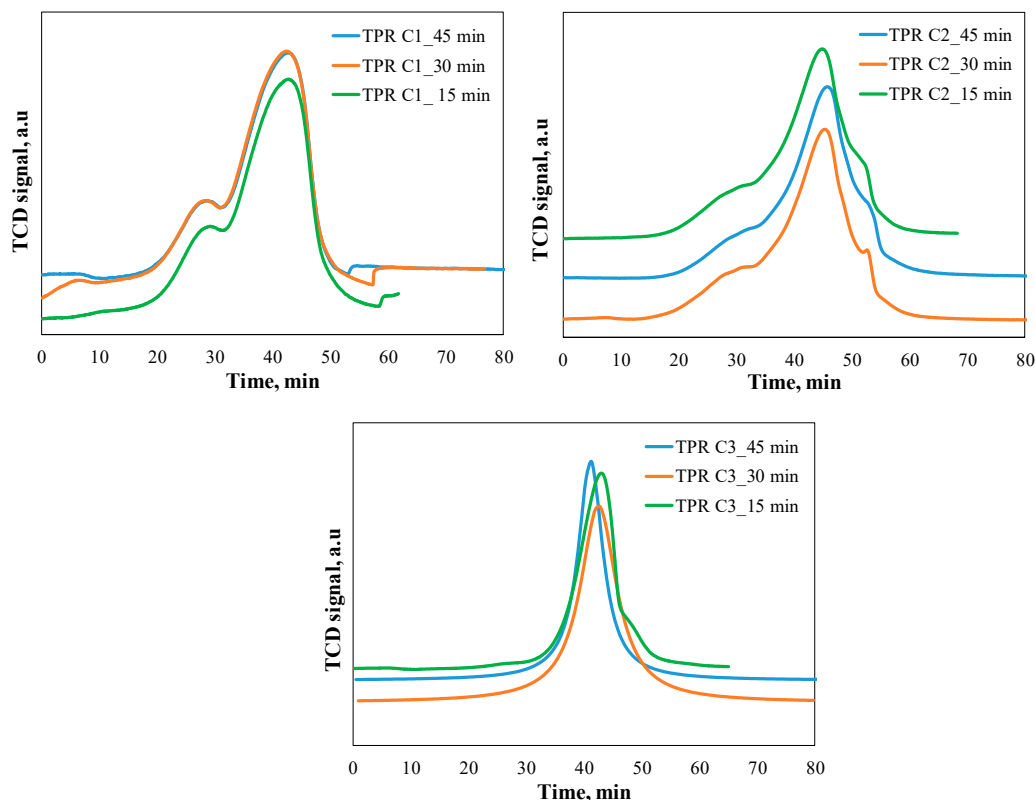 TCD signal, a.u
TPR C1_45 min
TPR C1_30 min
TPR C1_ 15 min
0 10 20 30 40 50 60 70 80
Time, min
TCD signal, a.u
TPR C2_45 min
TPR C2_30 min
TPR C2_15 min
0 10 20 30 40 50 60 70 80
Time, min
TCD signal, a.u
TPR C3_45 min
TPR C3_30 min
TPR C3_15 min
0 10 20 30 40 50 60 70 80
Time, min